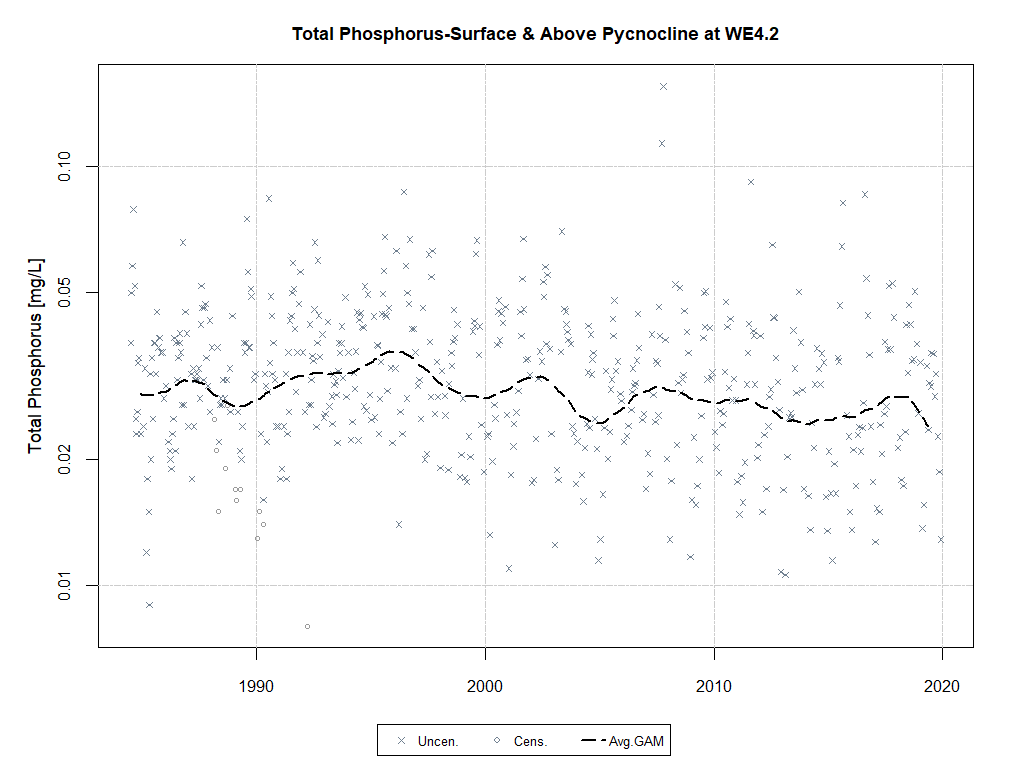 Total Phosphorus-Surface & Above Pycnocline at WE4.2
Total Phosphorus [mg/L]
0.10
0.05
0.02
0.01
1990 2000 2010 2020
Uncen. Cens. Avg.GAM